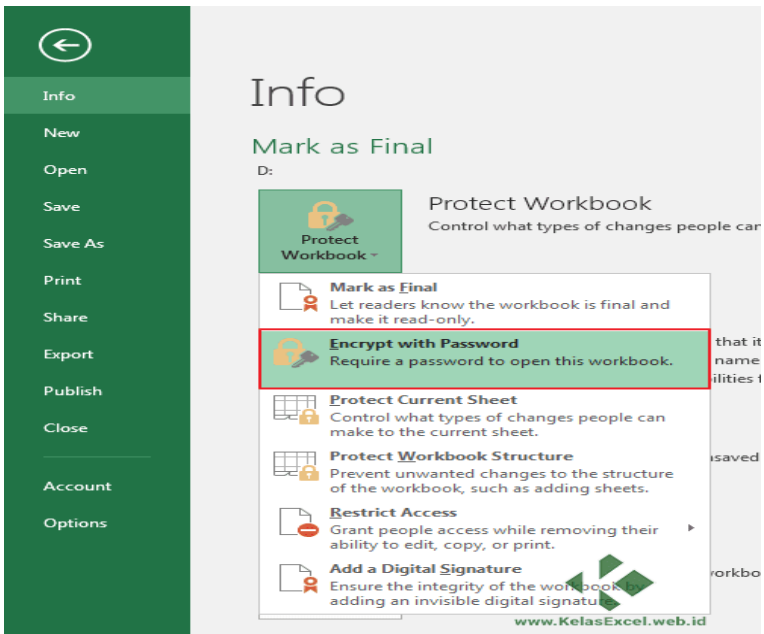 Info
Info
New
Mark as Final
Open
D:
Save
Protect Workbook
Control what types of changes people can
Save As
Protect
Workbook
Print
Mark as Final
Let readers know the workbook is final and
make it read-only.
Share
Encrypt with Password
that it
Require a password to open this workbook.
name
Export
Publish
Protect Current Sheet
Control what types of changes people can
make to the current sheet.
Close
Protect Workbook Structure
Prevent unwanted changes to the structure
of the workbook, such as adding sheets.
Account
Restrict Access
Grant people access while removing their
ability to edit, copy, or print.
Options
Add a Digital Signature
Ensure the integrity of the workbook by
adding an invisible digital signature.
www.KelasExcel.web.id